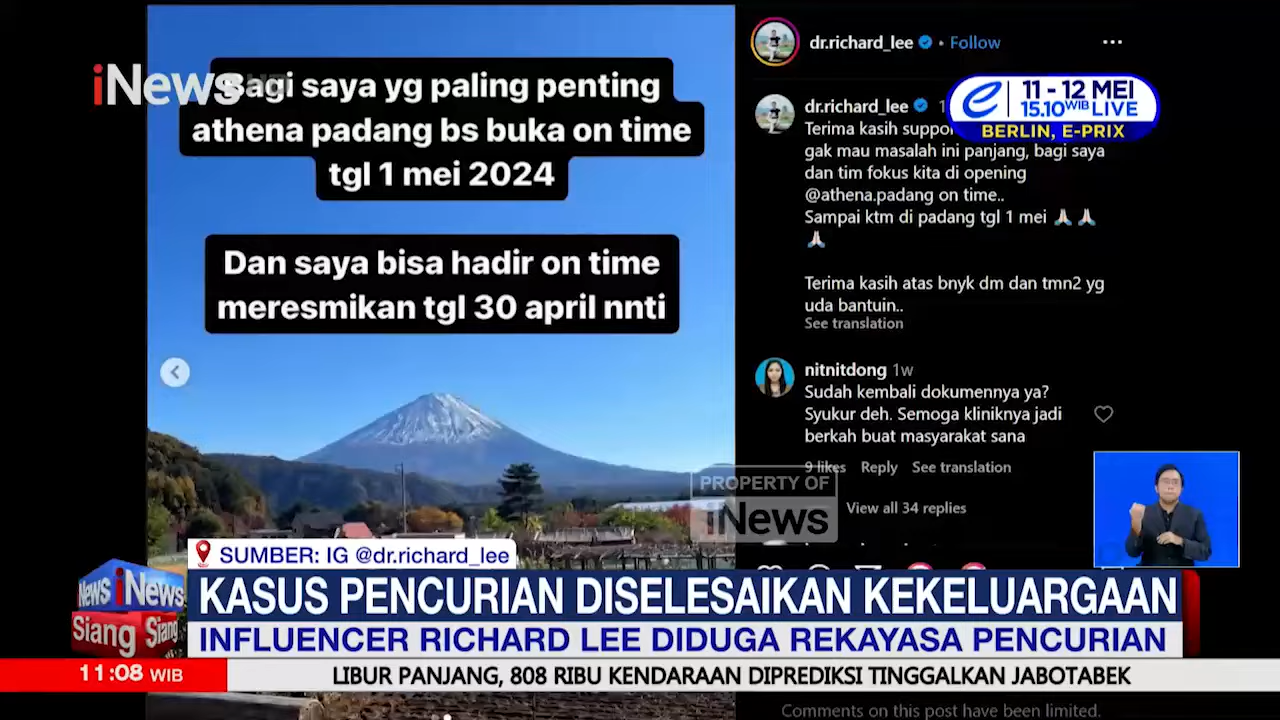 iNews
Bagi saya yg paling penting
athena padang bs buka on time
tgl 1 mei 2024
Dan saya bisa hadir on time
meresmikan tgl 30 april nnti
dr.richard_lee • Follow
dr.richard_lee
Terima kasih
gak mau masalah ini panjang, bagi saya
dan tim fokus kita di opening
@athena.padang on time..
Sampai ktm di padang tgl 1 mei 🙏🏻 🙏🏻
🙏🏻
Terima kasih atas bnyk dm dan tmn2 yg
uda bantuin..
See translation
11 - 12 MEI
15.10 WIB LIVE
BERLIN, E-PRIX
nitnitdong 1w
Sudah kembali dokumennya ya?
Syukur deh. Semoga kliniknya jadi
berkah buat masyarakat sana
9 likes Reply See translation
View all 34 replies
PROPERTY OF
iNews
SUMBER: IG @dr.richard_lee
News iNews
Siang Siang
KASUS PENCURIAN DISELESAIKAN KEKELUARGAAN
INFLUENCER RICHARD LEE DIDUGA REKAYASA PENCURIAN
11:08 WIB
LIBUR PANJANG, 808 RIBU KENDARAAN DIPREDIKSI TINGGALKAN JABOTABEK
Comments on this post have been limited.